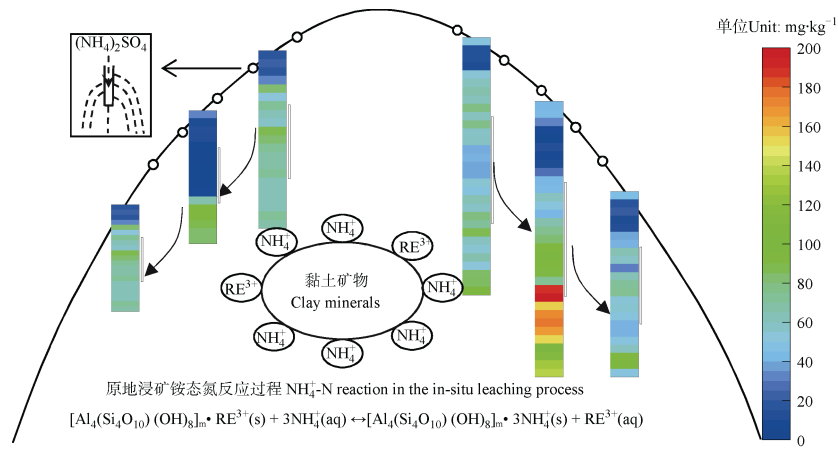 (NH₄)₂SO₄
单位Unit: mg·kg⁻¹
200
180
160
140
120
100
80
60
40
20
0
NH₄⁺
NH₄⁺
RE³⁺
RE³⁺
黏土矿物
Clay minerals
NH₄⁺
NH₄⁺
NH₄⁺
NH₄⁺
原地浸矿铵态氮反应过程 NH₄⁺-N reaction in the in-situ leaching process
[Al₄(Si₄O₁₀) (OH)₈]ₘ• RE³⁺(s) + 3NH₄⁺(aq) ↔[Al₄(Si₄O₁₀) (OH)₈]ₘ• 3NH₄⁺(s) + RE³⁺(aq)